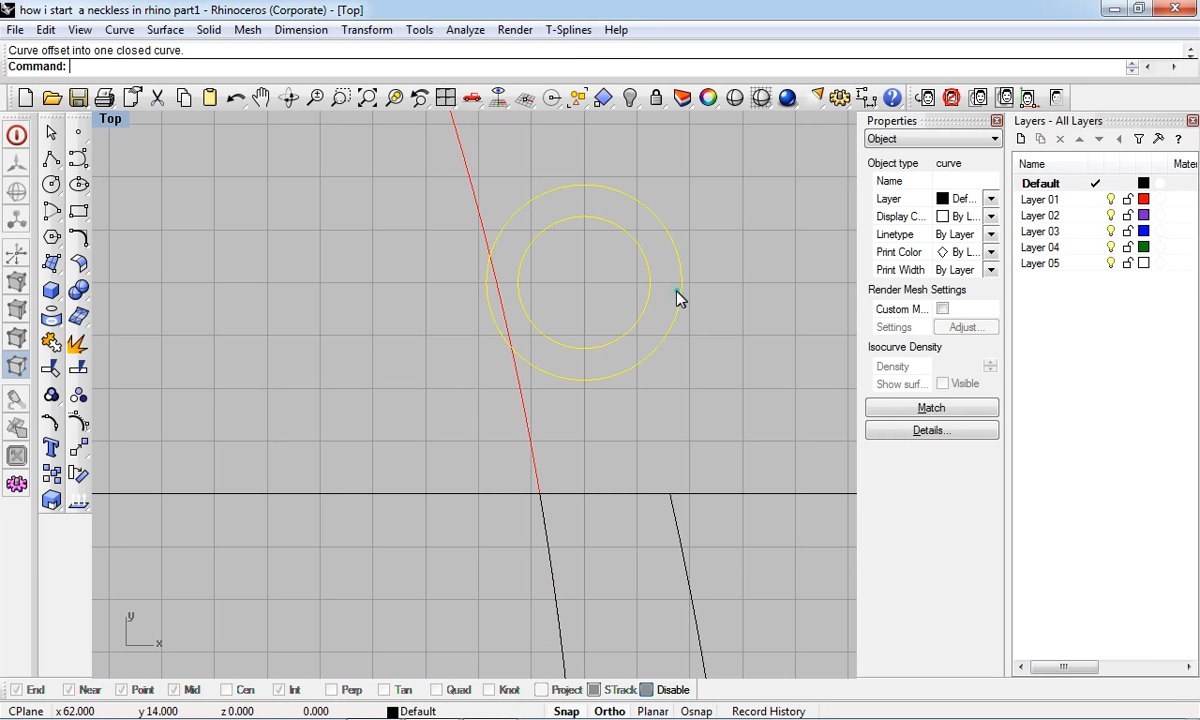 how i start a neckless in rhino part1 - Rhinoceros (Corporate) - [Top]
File Edit View Curve Surface Solid Mesh Dimension Transform Tools Analyze Render T-Splines Help
Curve offset into one closed curve.
Command:
Top
Properties
Object
Object type curve
Name
Layer Def...
Display C... By L...
Linetype By Layer
Print Color By L...
Print Width By Layer
Render Mesh Settings
Custom M...
Settings Adjust...
Isocurve Density
Density
Show surf... Visible
Match
Details...
Layers - All Layers
Name Mater
Default
Layer 01
Layer 02
Layer 03
Layer 04
Layer 05
y
x
End Near Point Mid Cen Int Perp Tan Quad Knot Project STrack Disable
CPlane x 62.000 y 14.000 z 0.000 0.000 Default Snap Ortho Planar Osnap Record History